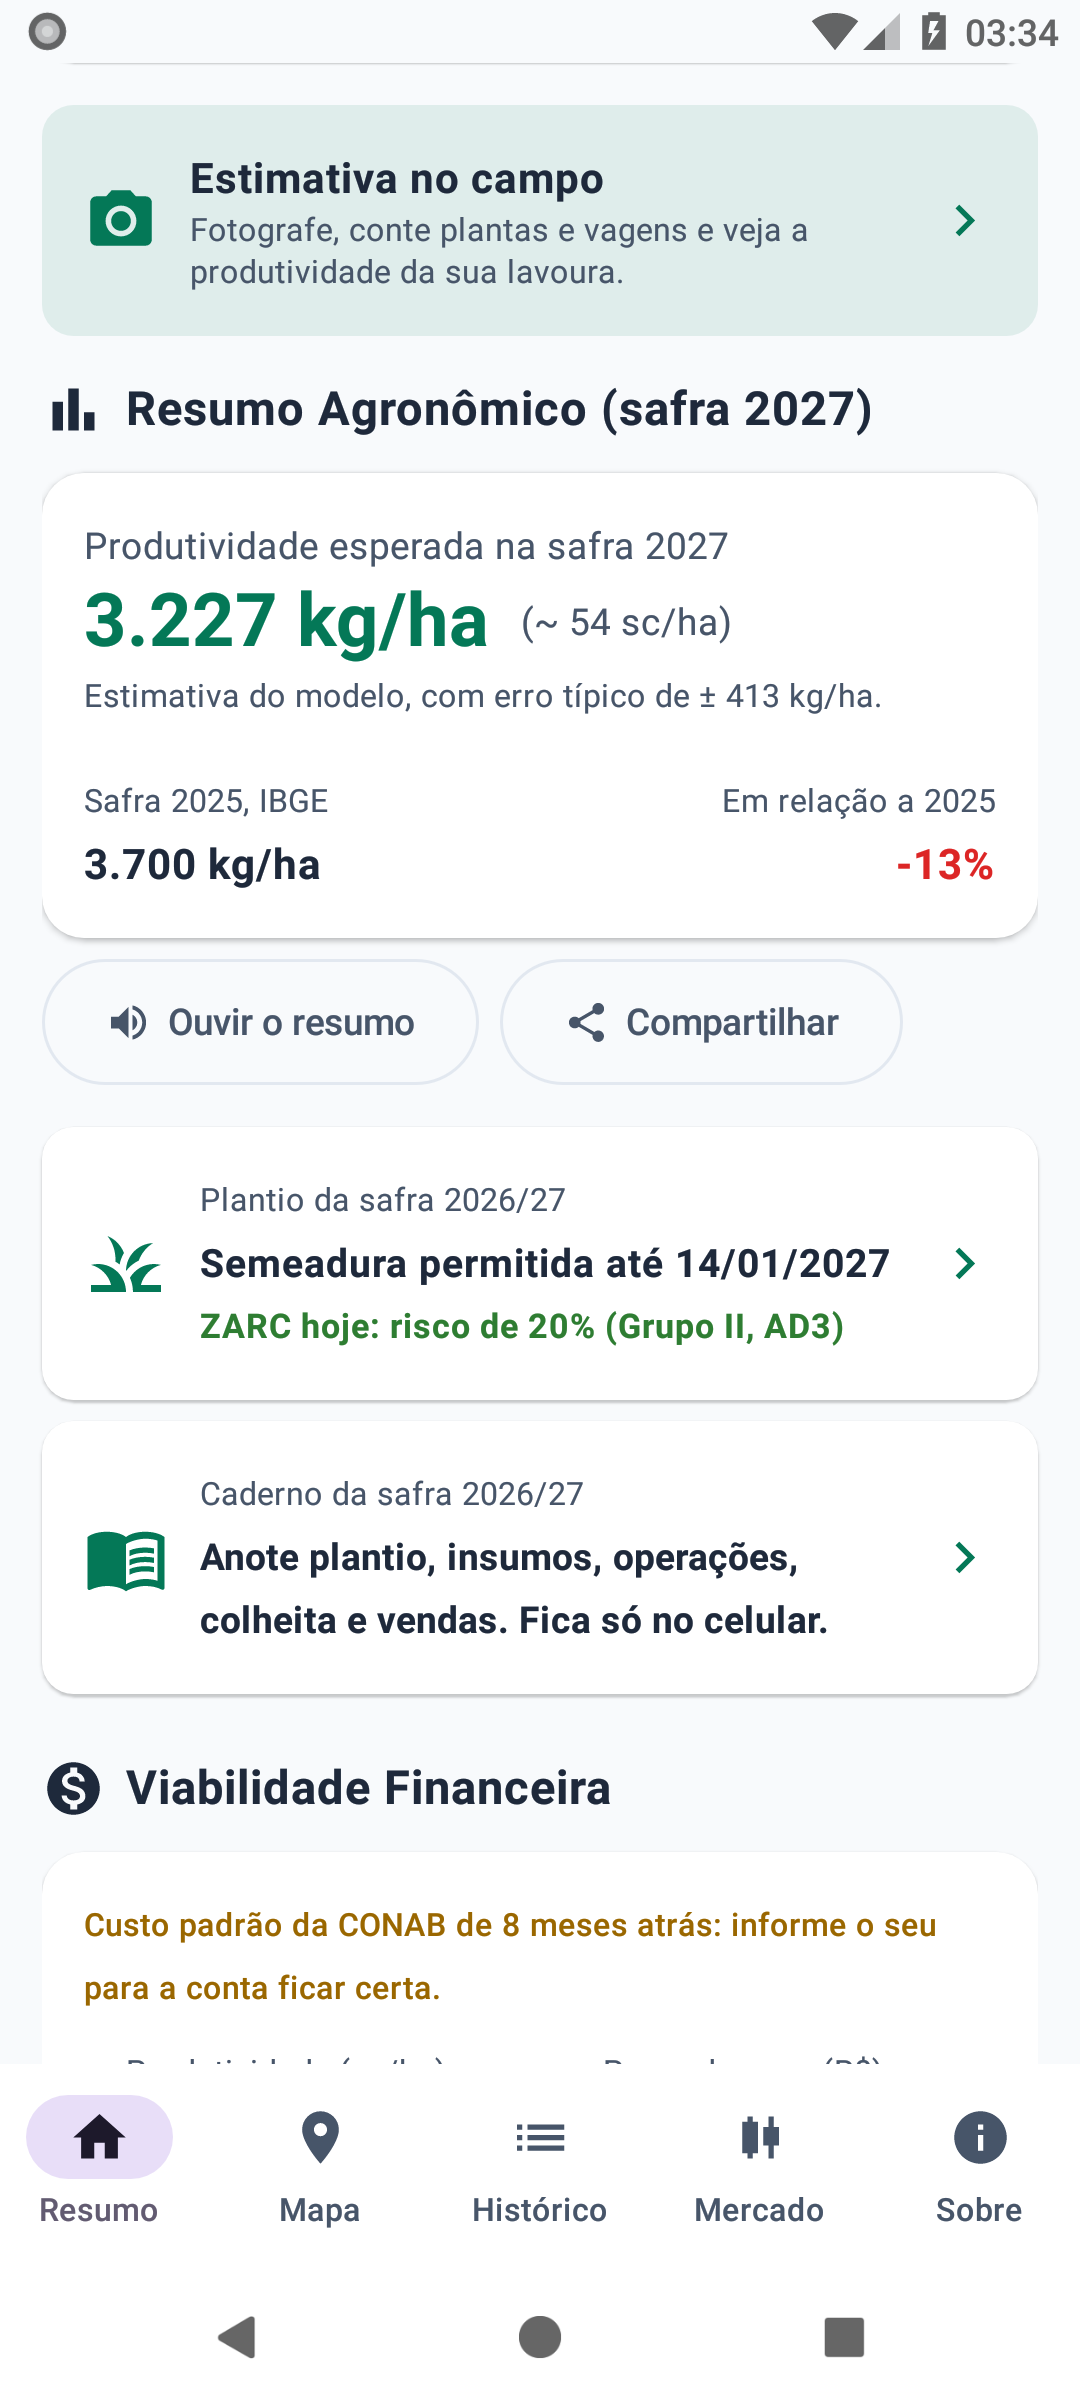 03:34
Estimativa no campo
Fotografe, conte plantas e vagens e veja a
produtividade da sua lavoura.
Resumo Agronômico (safra 2027)
Produtividade esperada na safra 2027
3.227 kg/ha (~ 54 sc/ha)
Estimativa do modelo, com erro típico de ± 413 kg/ha.
Safra 2025, IBGE
Em relação a 2025
3.700 kg/ha
-13%
Ouvir o resumo
Compartilhar
Plantio da safra 2026/27
Semeadura permitida até 14/01/2027
ZARC hoje: risco de 20% (Grupo II, AD3)
Caderno da safra 2026/27
Anote plantio, insumos, operações,
colheita e vendas. Fica só no celular.
Viabilidade Financeira
Custo padrão da CONAB de 8 meses atrás: informe o seu
para a conta ficar certa.
Resumo
Mapa
Histórico
Mercado
Sobre